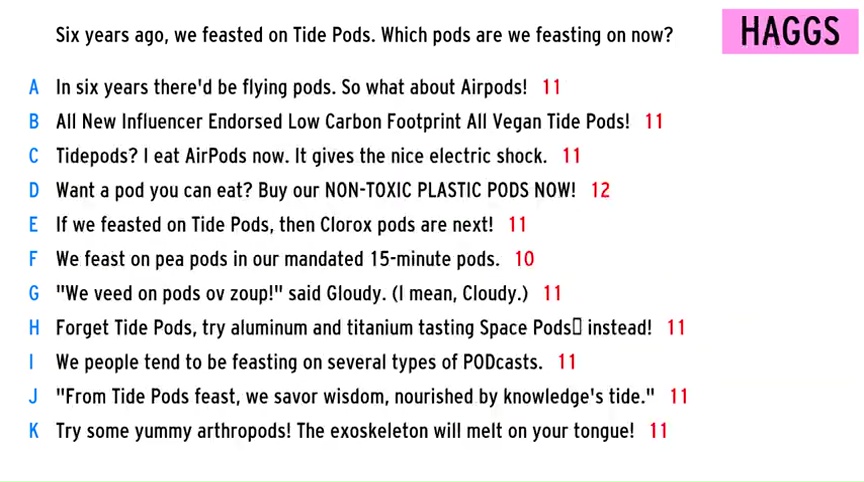 Six years ago, we feasted on Tide Pods. Which pods are we feasting on now?
HAGGS
A In six years there'd be flying pods. So what about Airpods! 11
B All New Influencer Endorsed Low Carbon Footprint All Vegan Tide Pods! 11
C Tidepods? I eat AirPods now. It gives the nice electric shock. 11
D Want a pod you can eat? Buy our NON-TOXIC PLASTIC PODS NOW! 12
E If we feasted on Tide Pods, then Clorox pods are next! 11
F We feast on pea pods in our mandated 15-minute pods. 10
G "We veed on pods ov zoup!" said Gloudy. (I mean, Cloudy.) 11
H Forget Tide Pods, try aluminum and titanium tasting Space Pods▯ instead! 11
I We people tend to be feasting on several types of PODcasts. 11
J "From Tide Pods feast, we savor wisdom, nourished by knowledge's tide." 11
K Try some yummy arthropods! The exoskeleton will melt on your tongue! 11